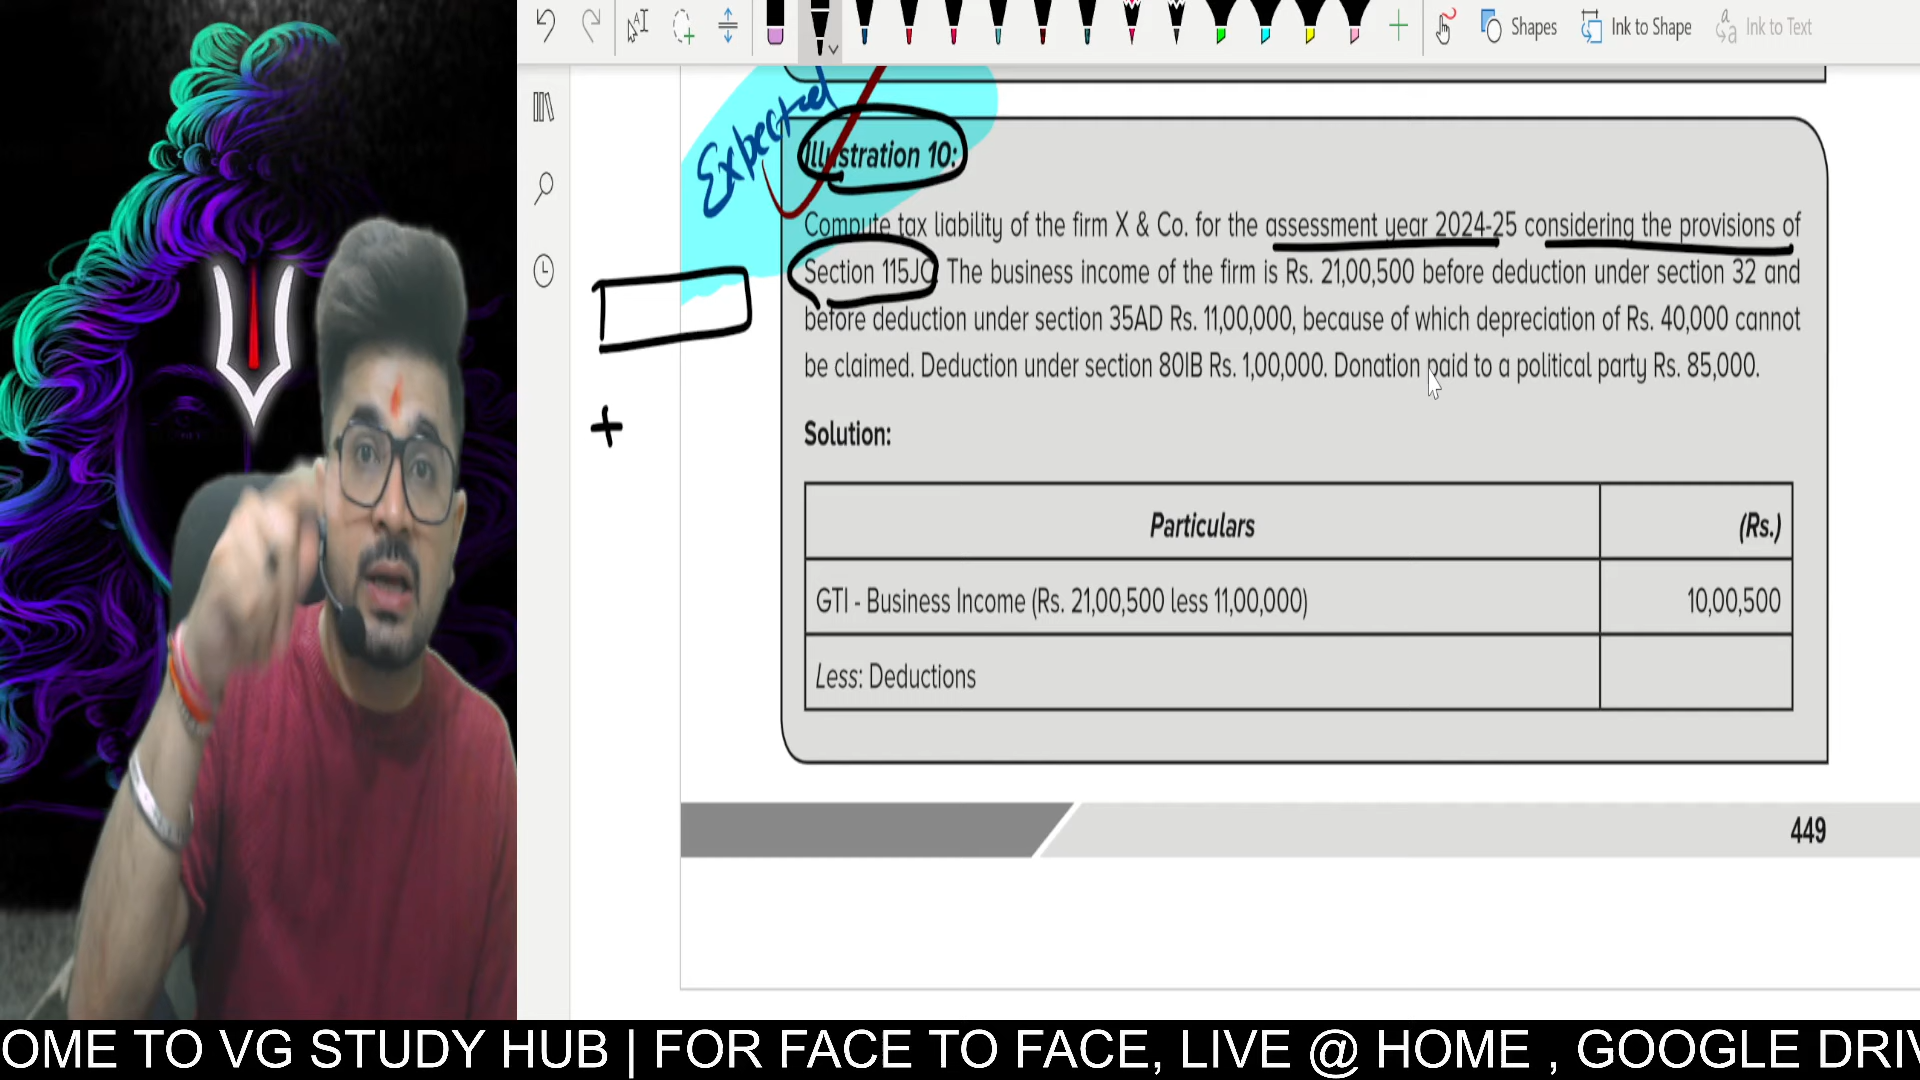 Shapes
Ink to Shape
Ink to Text
Expected
Illustration 10:
Compute tax liability of the firm X & Co. for the assessment year 2024-25 considering the provisions of
Section 115JC. The business income of the firm is Rs. 21,00,500 before deduction under section 32 and
before deduction under section 35AD Rs. 11,00,000, because of which depreciation of Rs. 40,000 cannot
be claimed. Deduction under section 80IB Rs. 1,00,000. Donation paid to a political party Rs. 85,000.
+
Solution:
Particulars (Rs.)
GTI - Business Income (Rs. 21,00,500 less 11,00,000) 10,00,500
Less: Deductions
449
OME TO VG STUDY HUB | FOR FACE TO FACE, LIVE @ HOME , GOOGLE DRIV